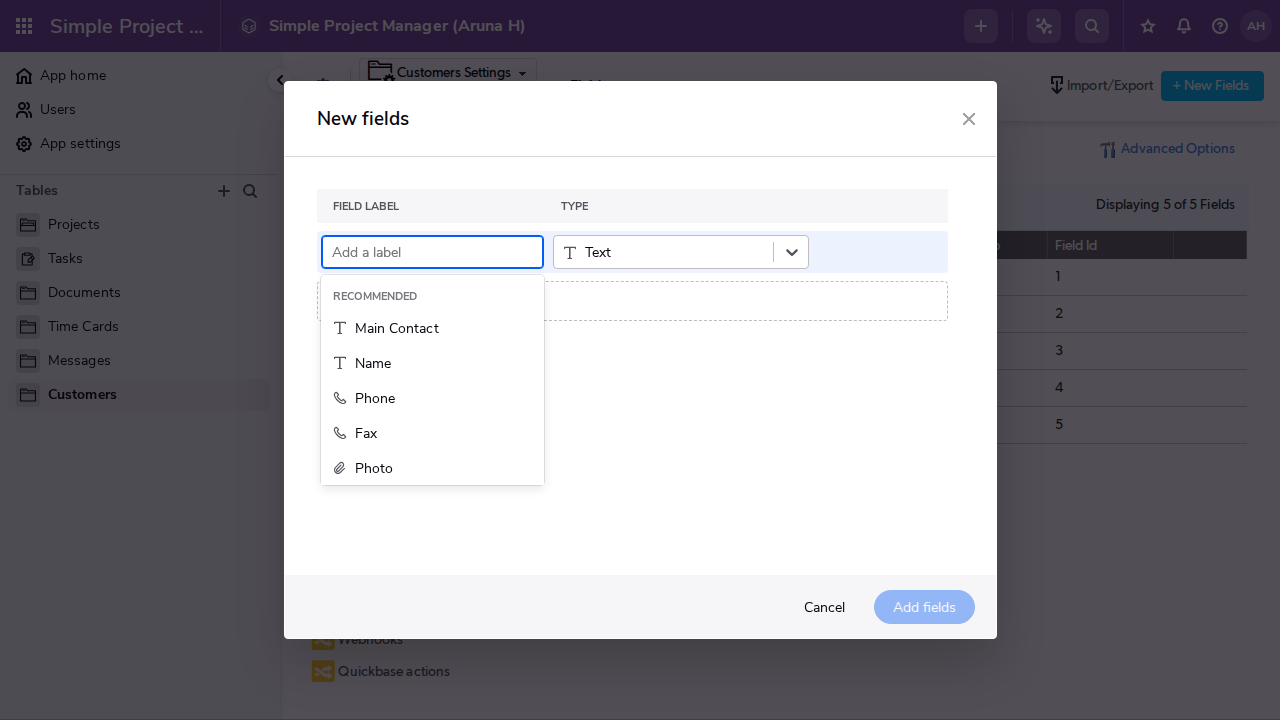 Simple Project ...
Simple Project Manager (Aruna H)
AH
App home
Users
App settings
Tables
Projects
Tasks
Documents
Time Cards
Messages
Customers
Customers Settings
Import/Export
+ New Fields
Advanced Options
Displaying 5 of 5 Fields
Field Id
1
2
3
4
5
New fields
FIELD LABEL
TYPE
Add a label
Text
RECOMMENDED
Main Contact
Name
Phone
Fax
Photo
Cancel
Add fields
Webhooks
Quickbase actions